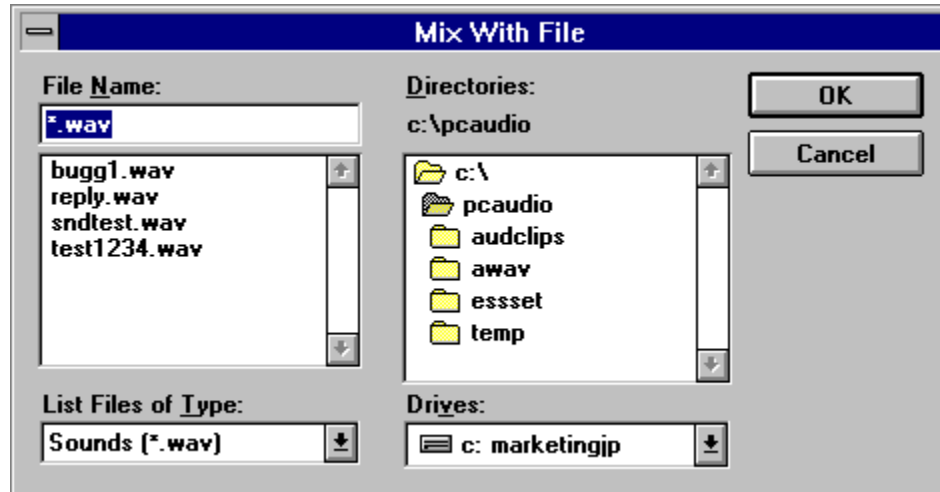 Mix With File
File Name:
*.wav
bugg1.wav
reply.wav
sndtest.wav
test1234.wav
List Files of Type:
Sounds (*.wav)
Directories:
c:\pcaudio
c:\
pcaudio
audclips
awav
essset
temp
Drives:
c: marketingjp
OK
Cancel